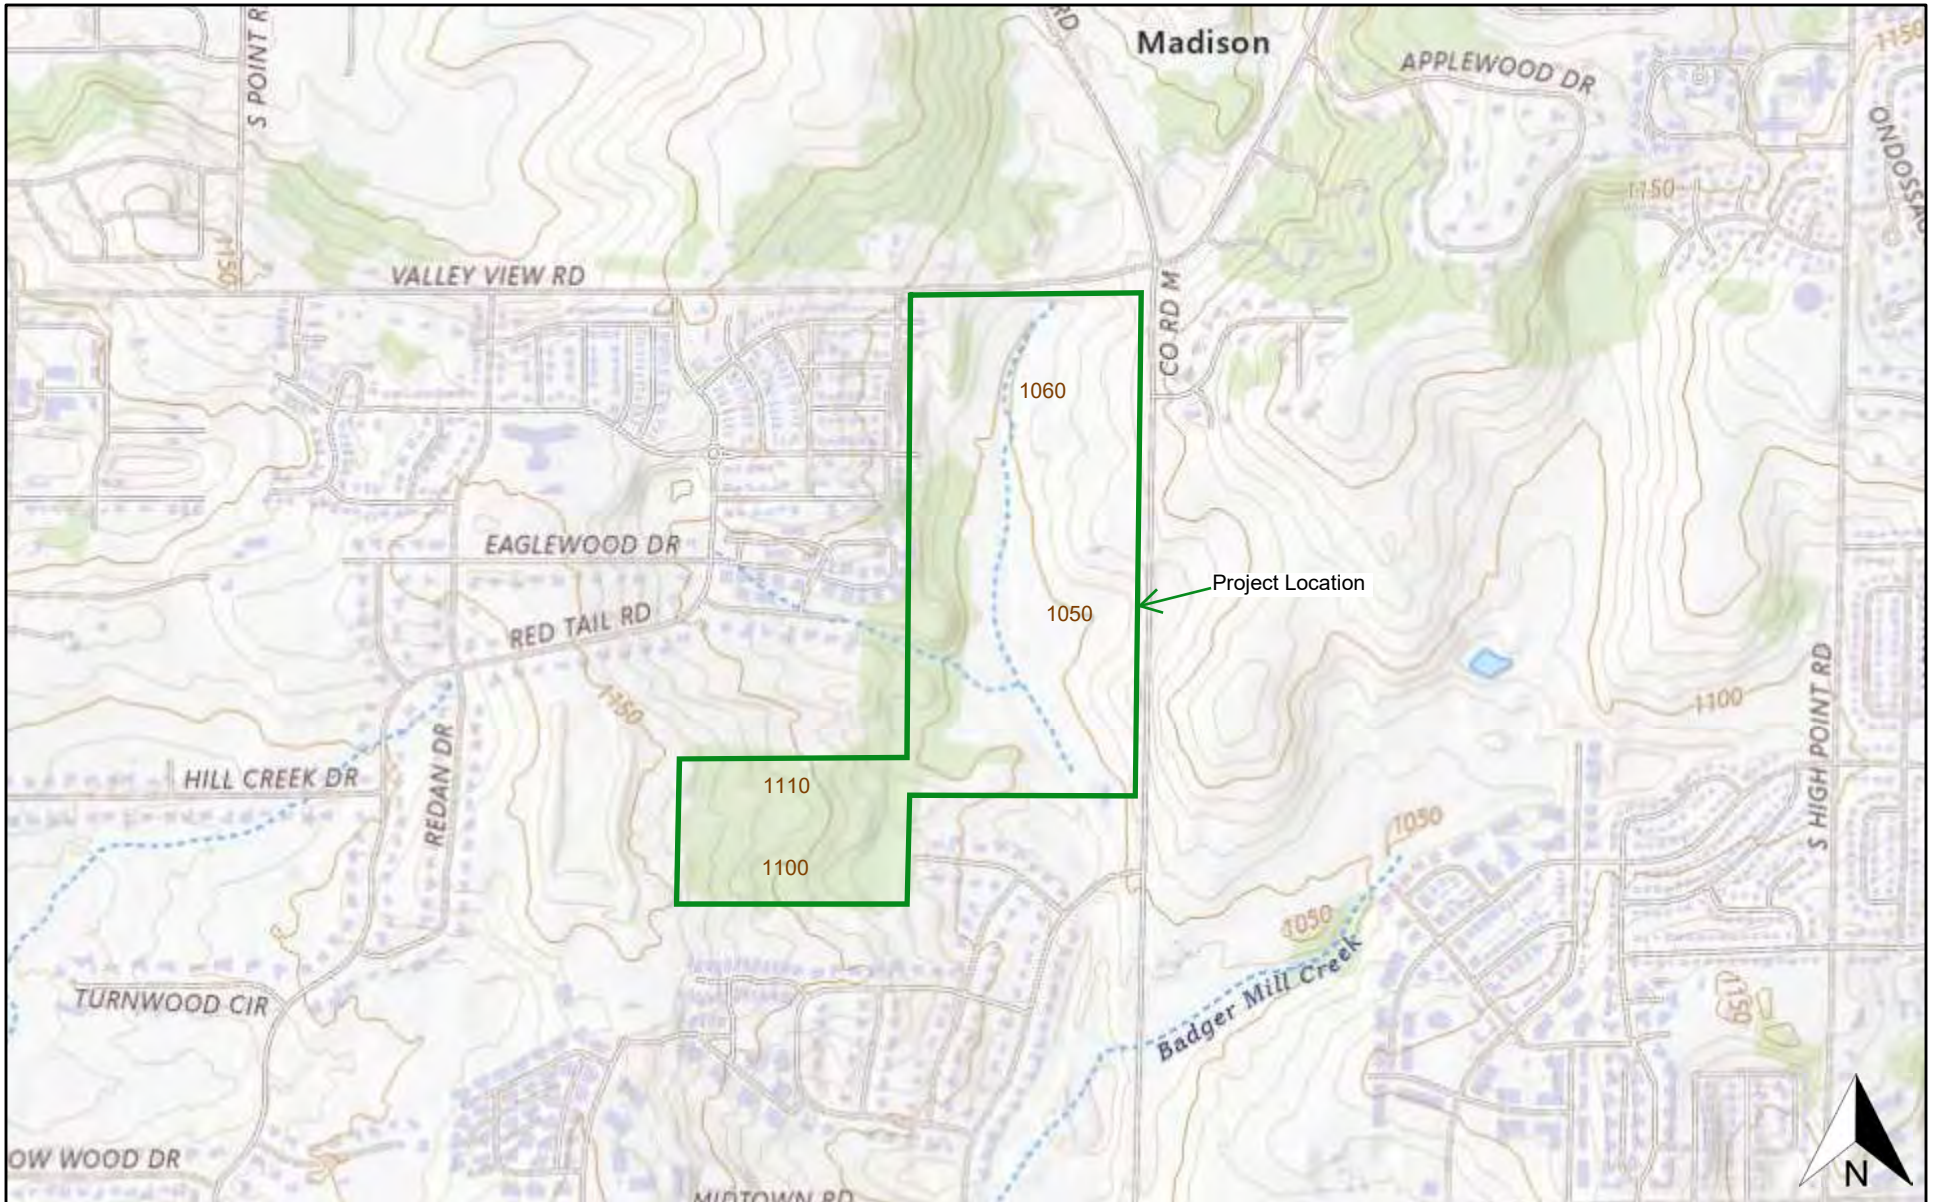 S POINT R
RD
Madison
APPLEWOOD DR
1150
ONDOSSAG
1150
1150
VALLEY VIEW RD
CO RD M
1060
EAGLEWOOD DR
Project Location
1050
RED TAIL RD
1150
1100
S HIGH POINT RD
HILL CREEK DR
REDAN DR
1110
1100
1050
1050
Badger Mill Creek
1150
TURNWOOD CIR
OW WOOD DR
MIDTOWN RD
N